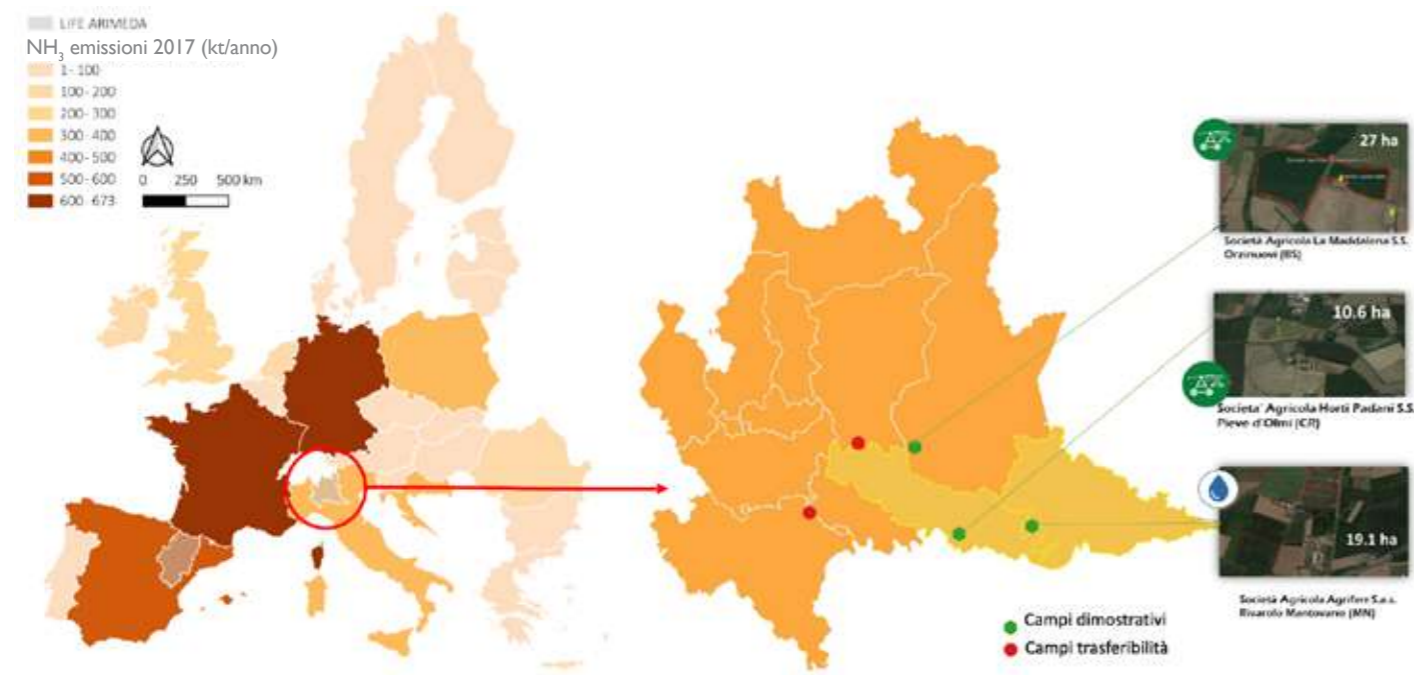 LIFE ARIMEDA
NH3 emissioni 2017 (kt/anno)
1- 100
100- 200
200- 300
300- 400
400- 500
500- 600
600- 673
0 250 500 km
27 ha
Società Agricola La Maddalena S.S.
Orzinuovi (BS)
10.6 ha
Societa' Agricola Horti Padani S.S.
Pieve d'Olmi (CR)
19.1 ha
Società Agricola Agriferr S.a.s.
Rivarolo Mantovano (MN)
Campi dimostrativi
Campi trasferibilità